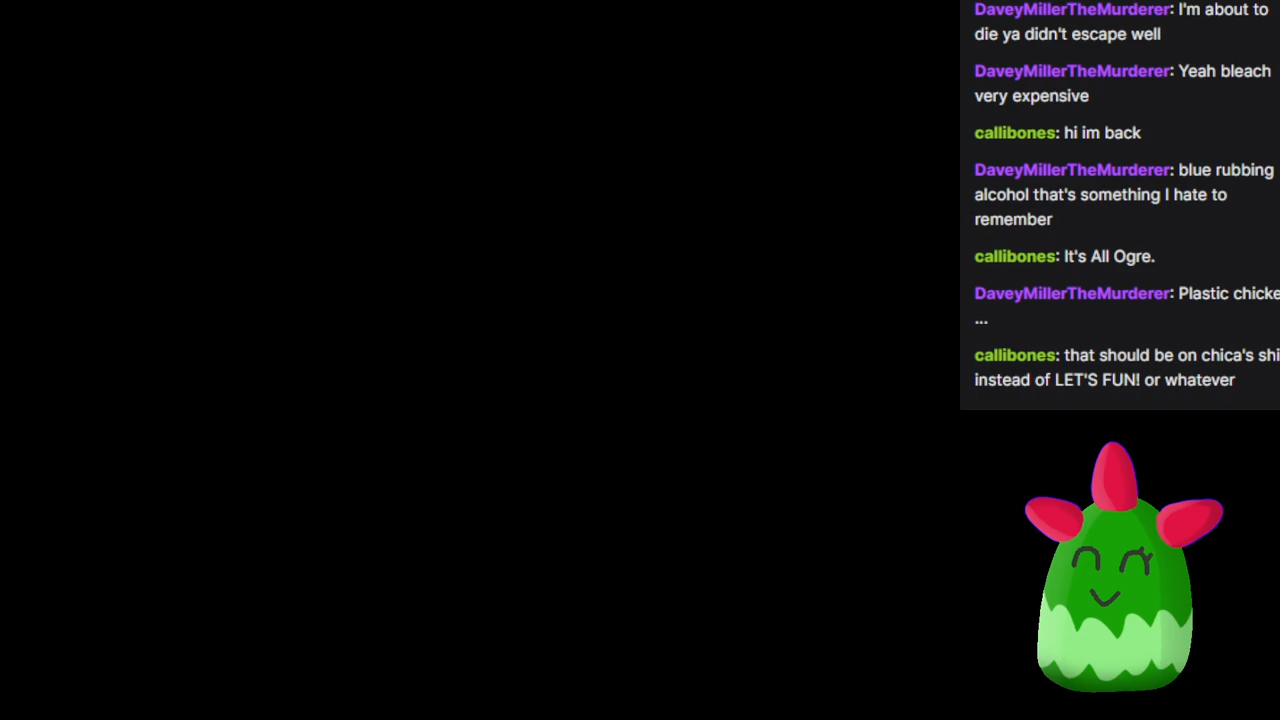 DaveyMillerTheMurderer: I'm about to
die ya didn't escape well
DaveyMillerTheMurderer: Yeah bleach
very expensive
callibones: hi im back
DaveyMillerTheMurderer: blue rubbing
alcohol that's something I hate to
remember
callibones: It's All Ogre.
DaveyMillerTheMurderer: Plastic
...
callibones: that should be on chica's
instead of LET'S FUN! or whatever